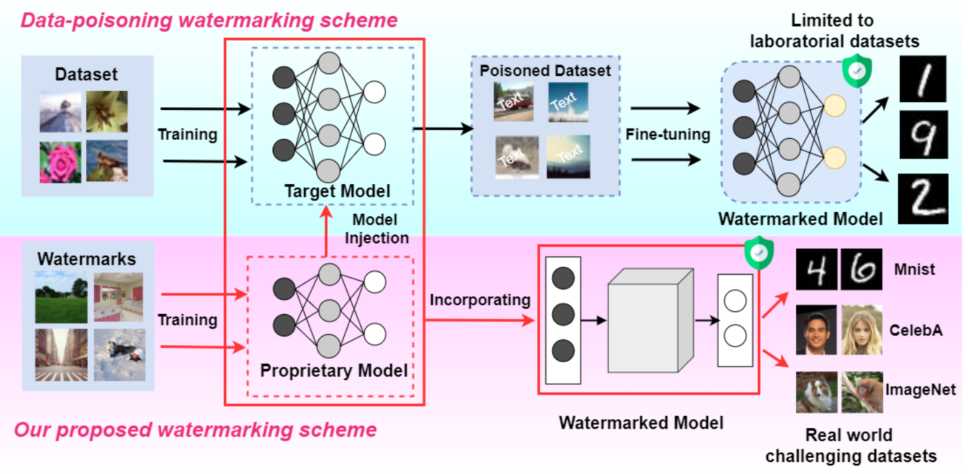 Data-poisoning watermarking scheme
Limited to
laboratorial datasets
Dataset
Training
Target Model
Poisoned Dataset
Text
Text
Text
Text
Fine-tuning
Watermarked Model
1
9
2
Model
Injection
Watermarks
Training
Proprietary Model
Incorporating
Watermarked Model
4 6
Mnist
CelebA
ImageNet
Real world
challenging datasets
Our proposed watermarking scheme